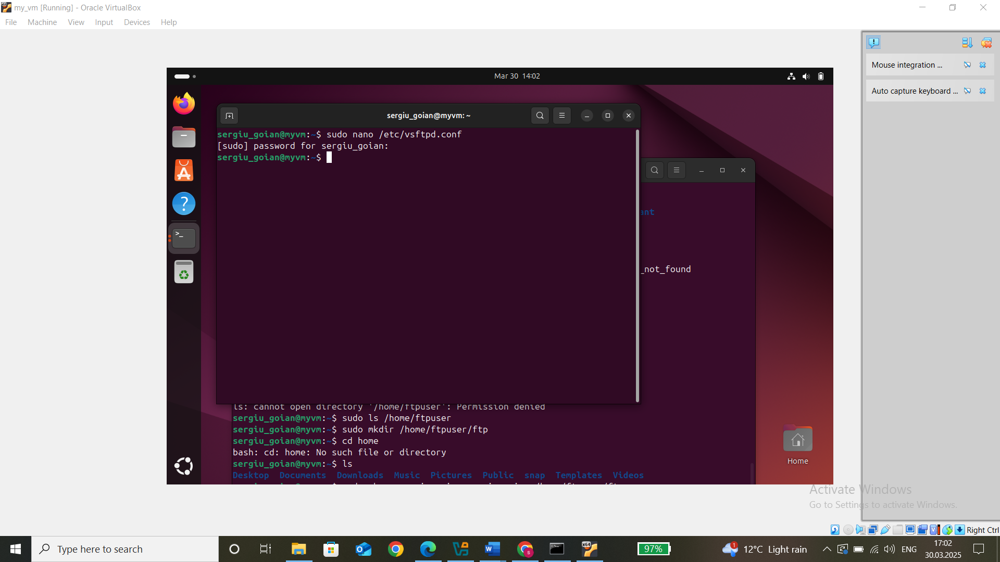 my_vm [Running] - Oracle VirtualBox
File Machine View Input Devices Help
Mouse integration ...
Auto capture keyboard ...
Mar 30 14:02
sergiu_goian@myvm: ~
sergiu_goian@myvm:~$ sudo nano /etc/vsftpd.conf
[sudo] password for sergiu_goian:
sergiu_goian@myvm:~$
ant
_not_found
ls: cannot open directory '/home/ftpuser': Permission denied
sergiu_goian@myvm:~$ sudo ls /home/ftpuser
sergiu_goian@myvm:~$ sudo mkdir /home/ftpuser/ftp
sergiu_goian@myvm:~$ cd home
bash: cd: home: No such file or directory
sergiu_goian@myvm:~$ ls
Desktop Documents Downloads Music Pictures Public snap Templates Videos
Home
Activate Windows
Go to Settings to activate Windows.
Right Ctrl
Type here to search
97%
1
12°C Light rain
ENG
17:02
30.03.2025